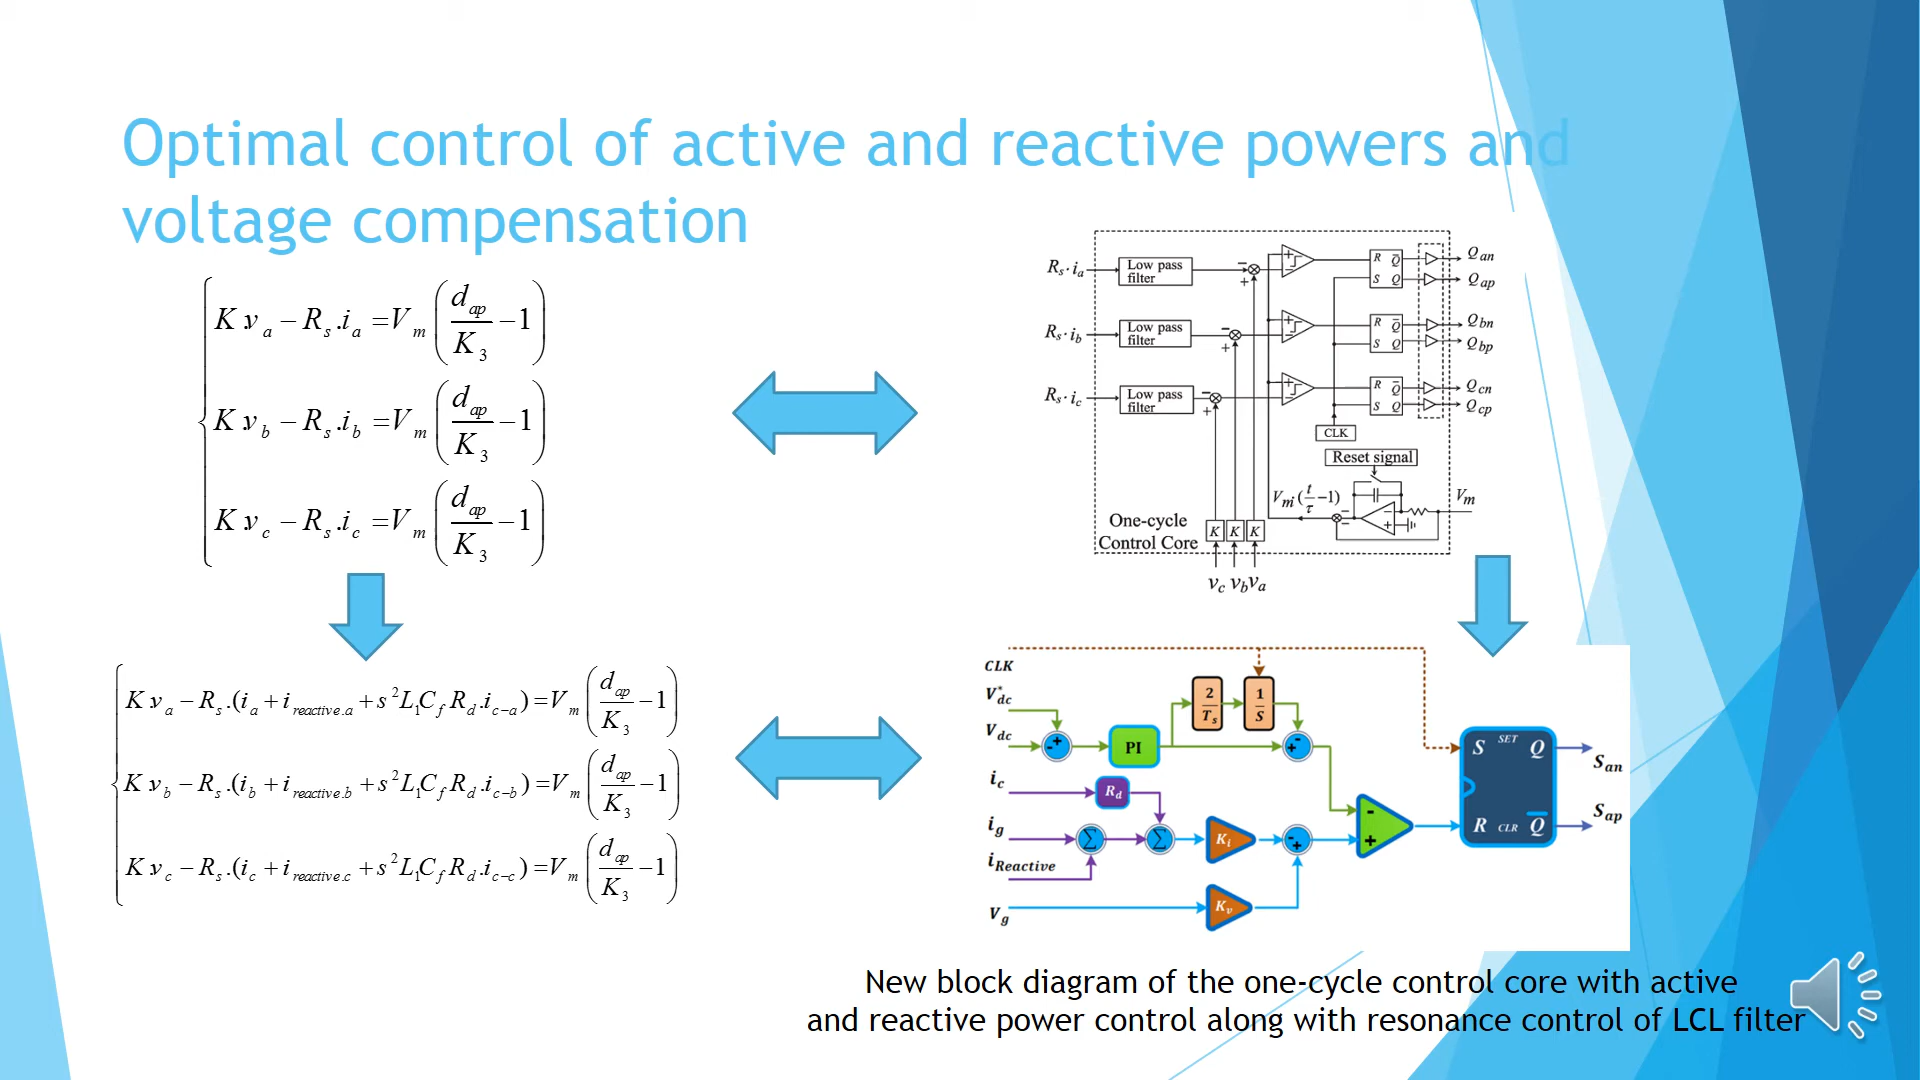 Optimal control of active and reactive powers and
voltage compensation
K.v_a − R_s.i_a = V_m (d_ap/K_3 − 1)
K.v_b − R_s.i_b = V_m (d_ap/K_3 − 1)
K.v_c − R_s.i_c = V_m (d_ap/K_3 − 1)
R_s·i_a
Low pass
filter
− +
+ −
R Q̄
S Q
Q_an
Q_ap
R_s·i_b
Low pass
filter
− +
+ −
R Q̄
S Q
Q_bn
Q_bp
R_s·i_c
Low pass
filter
− +
+ −
R Q̄
S Q
Q_cn
Q_cp
CLK
Reset signal
V_m(t/τ −1)
V_m
− − − +
One-cycle
Control Core
K K K
v_c v_b v_a
K.v_a − R_s.(i_a + i_reactive.a + s²L_1C_fR_d.i_c−a) = V_m (d_ap/K_3 − 1)
K.v_b − R_s.(i_b + i_reactive.b + s²L_1C_fR_d.i_c−b) = V_m (d_ap/K_3 − 1)
K.v_c − R_s.(i_c + i_reactive.c + s²L_1C_fR_d.i_c−c) = V_m (d_ap/K_3 − 1)
CLK
V*_dc
2/T_s
1/S
V_dc
- +
PI
+ -
S SET Q
S_an
i_c
R_d
i_g
Σ
Σ
K_i
- +
- +
R CLR Q̄
S_ap
i_Reactive
V_g
K_v
New block diagram of the one-cycle control core with active
and reactive power control along with resonance control of LCL filter